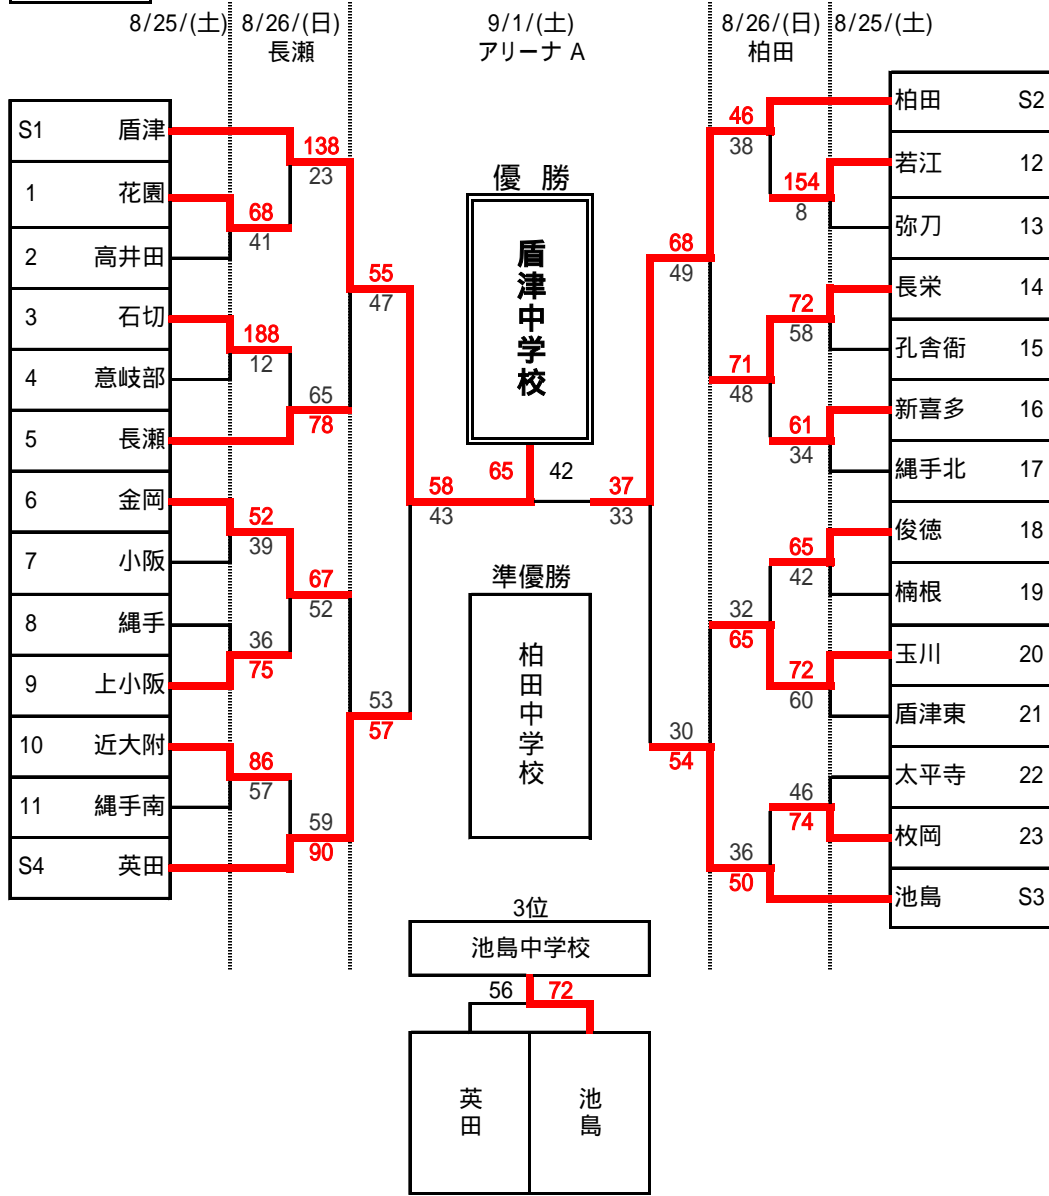 8/25/(土) 8/26/(日) 9/1/(土) 8/26/(日) 8/25/(土)
長瀬 アリーナ A 柏田
S1 盾津
1 花園
2 高井田
3 石切
4 意岐部
5 長瀬
6 金岡
7 小阪
8 縄手
9 上小阪
10 近大附
11 縄手南
S4 英田
68
41
188
12
52
39
36
75
86
57
138
23
65
78
67
52
59
90
55
47
53
57
58
43
優 勝
盾津中学校
65 42
準優勝
柏田中学校
37
33
68
49
30
54
46
38
71
48
32
65
36
50
154
8
72
58
61
34
65
42
72
60
46
74
柏田 S2
若江 12
弥刀 13
長栄 14
孔舎衙 15
新喜多 16
縄手北 17
俊徳 18
楠根 19
玉川 20
盾津東 21
太平寺 22
枚岡 23
池島 S3
3位
池島中学校
56 72
英田
池島